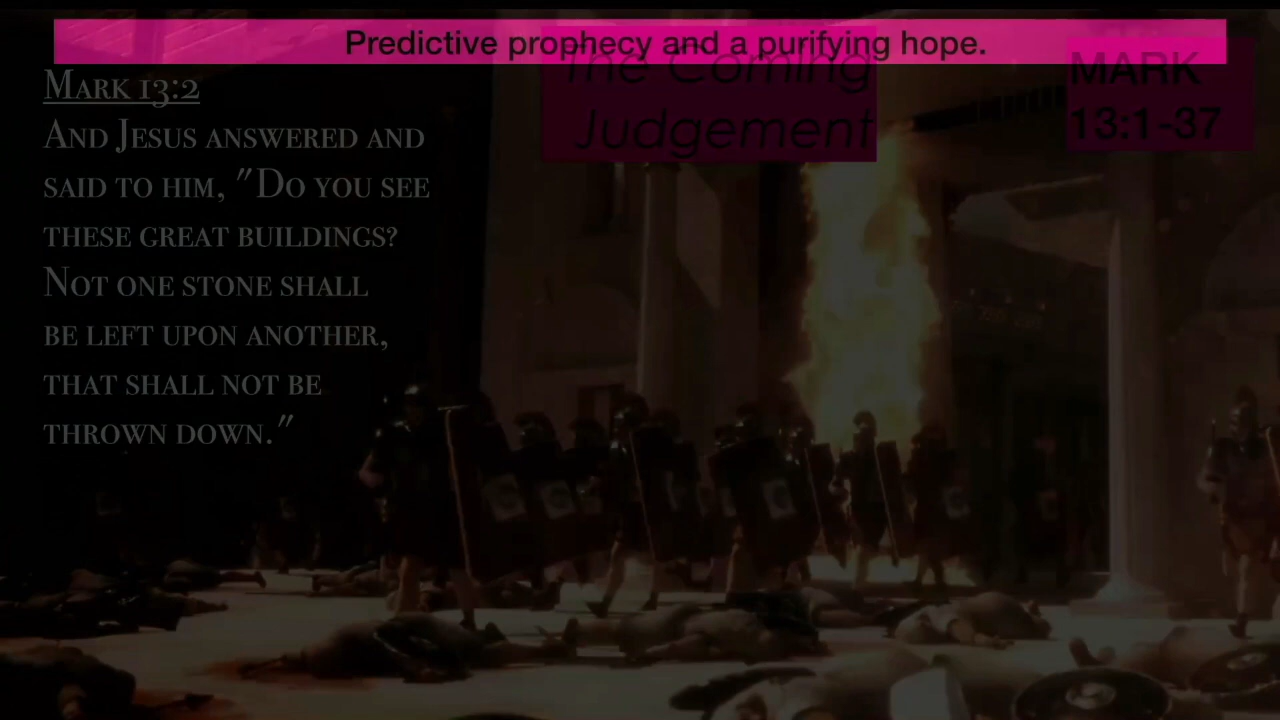 Predictive prophecy and a purifying hope.
The Coming
Judgement
MARK
13:1-37
Mark 13:2
And Jesus answered and
said to him, "Do you see
these great buildings?
Not one stone shall
be left upon another,
that shall not be
thrown down."